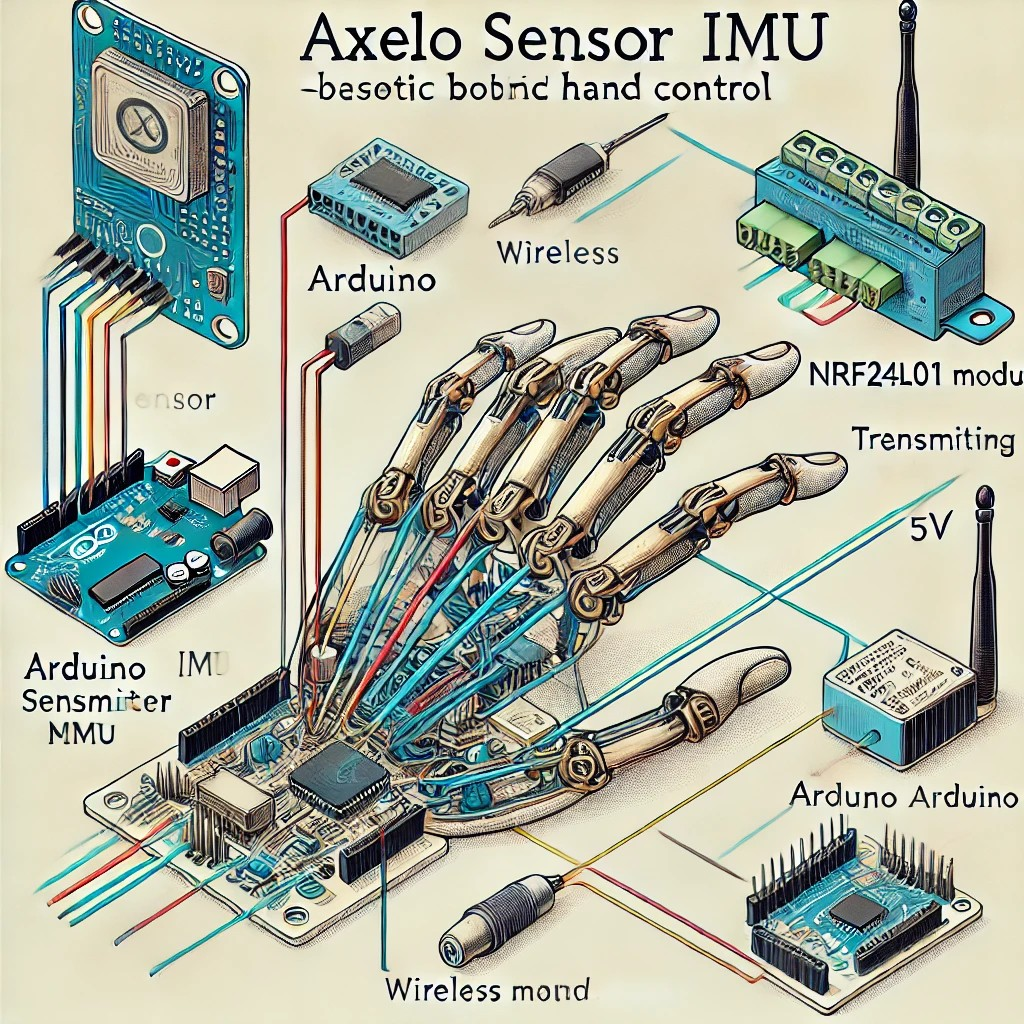 Axelo Sensor IMU
-besotic bobinic hand control
Arduino
Wireless
NRF24L01 modu
ensor
Trensmiting
5V
Arduino IMU
Sensmiter
MMU
Arduno Arduino
Wireless mond